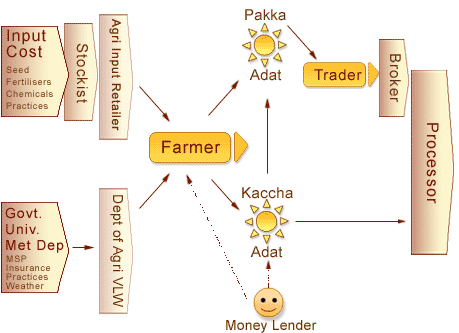 Input
Cost
Seed
Fertilisers
Chemicals
Practices
Stockist
Agri Input Retailer
Farmer
Pakka
Adat
Trader
Broker
Processor
Govt.
Univ.
Met Dep
MSP
Insurance
Practices
Weather
Dept of Agri VLW
Kaccha
Adat
Money Lender